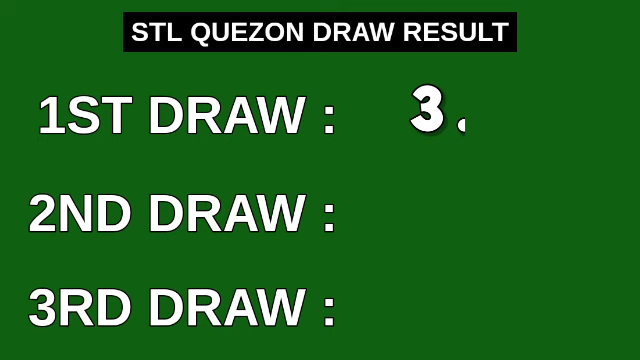 STL QUEZON DRAW RESULT
1ST DRAW : 3
2ND DRAW :
3RD DRAW :